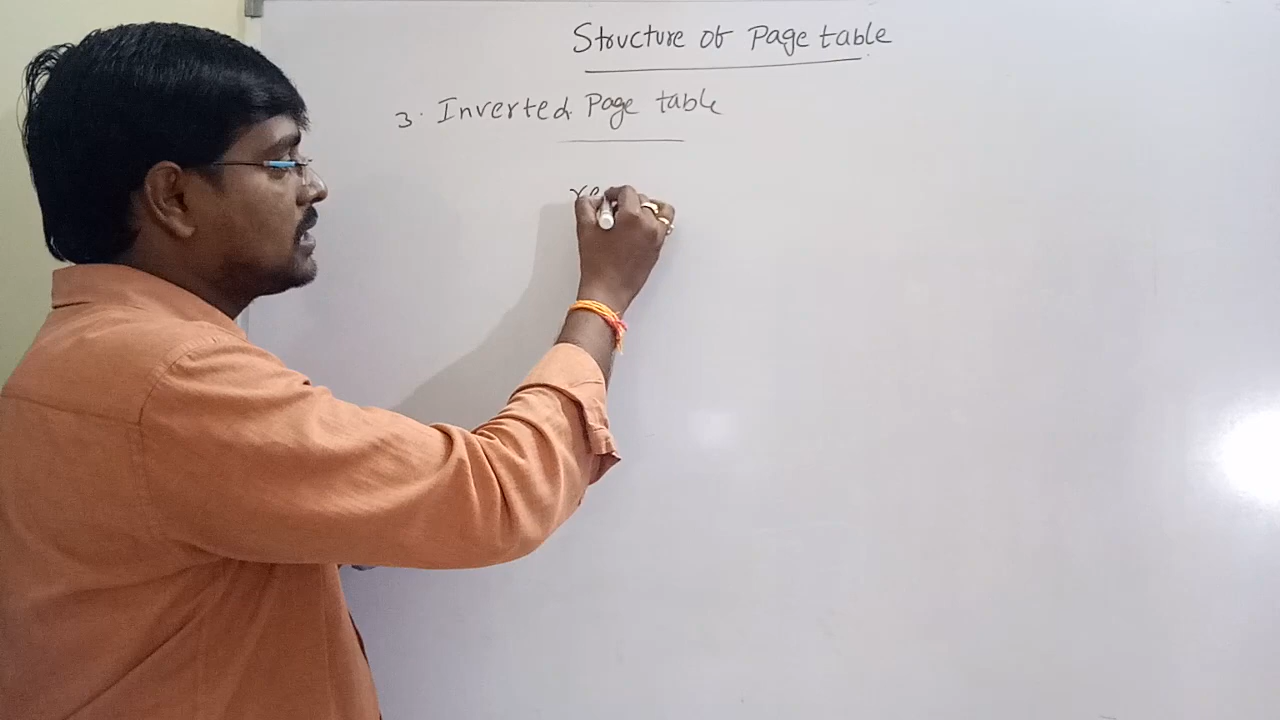 Structure of Page table
3. Inverted Page table